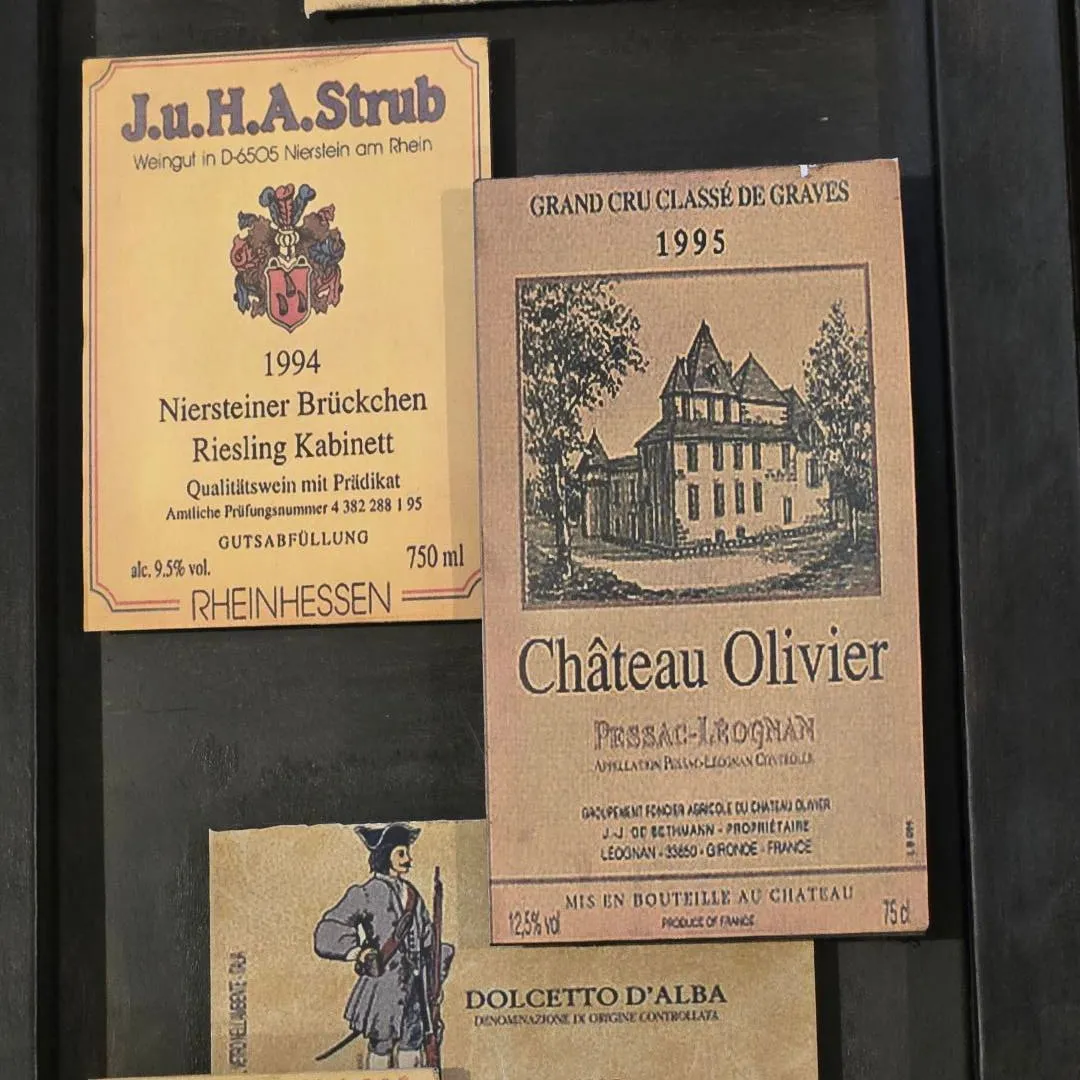 J.u.H.A.Strub
Weingut in D-6505 Nierstein am Rhein
1994
Niersteiner Brückchen
Riesling Kabinett
Qualitätswein mit Prädikat
Amtliche Prüfungsnummer 4 382 288 1 95
GUTSABFÜLLUNG
alc. 9.5% vol.
750 ml
RHEINHESSEN
GRAND CRU CLASSÉ DE GRAVES
1995
Château Olivier
PESSAC-LÉOGNAN
APPELLATION PESSAC-LÉOGNAN CONTRÔLÉE
GROUPEMENT FONCIER AGRICOLE DU CHATEAU OLIVIER
J.-J. DE BETHMANN - PROPRIÉTAIRE
LÉOGNAN - 33850 - GIRONDE - FRANCE
MIS EN BOUTEILLE AU CHATEAU
12,5% vol
PRODUCE OF FRANCE
75 cl
DOLCETTO D'ALBA
DENOMINAZIONE DI ORIGINE CONTROLLATA